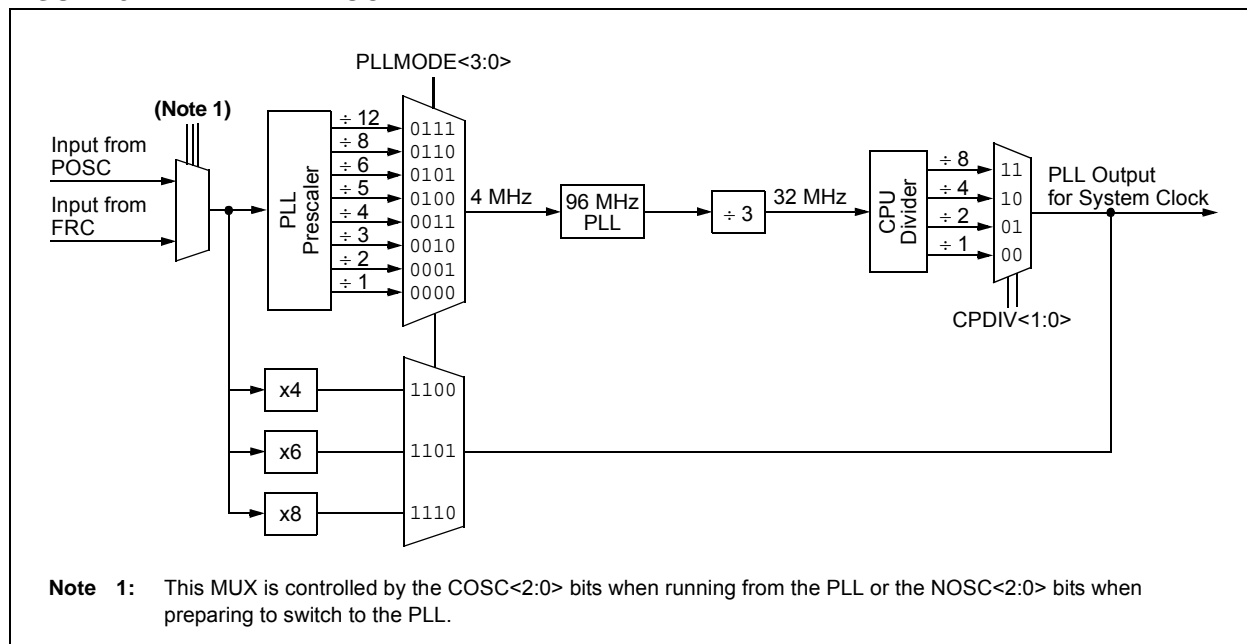 PLLMODE<3:0>
(Note 1)
Input from
POSC
Input from
FRC
PLL
Prescaler
÷ 12
÷ 8
÷ 6
÷ 5
÷ 4
÷ 3
÷ 2
÷ 1
0111
0110
0101
0100
0011
0010
0001
0000
4 MHz
96 MHz
PLL
÷ 3
32 MHz
CPU
Divider
÷ 8
÷ 4
÷ 2
÷ 1
11
10
01
00
PLL Output
for System Clock
CPDIV<1:0>
x4
x6
x8
1100
1101
1110
Note 1: This MUX is controlled by the COSC<2:0> bits when running from the PLL or the NOSC<2:0> bits when
preparing to switch to the PLL.